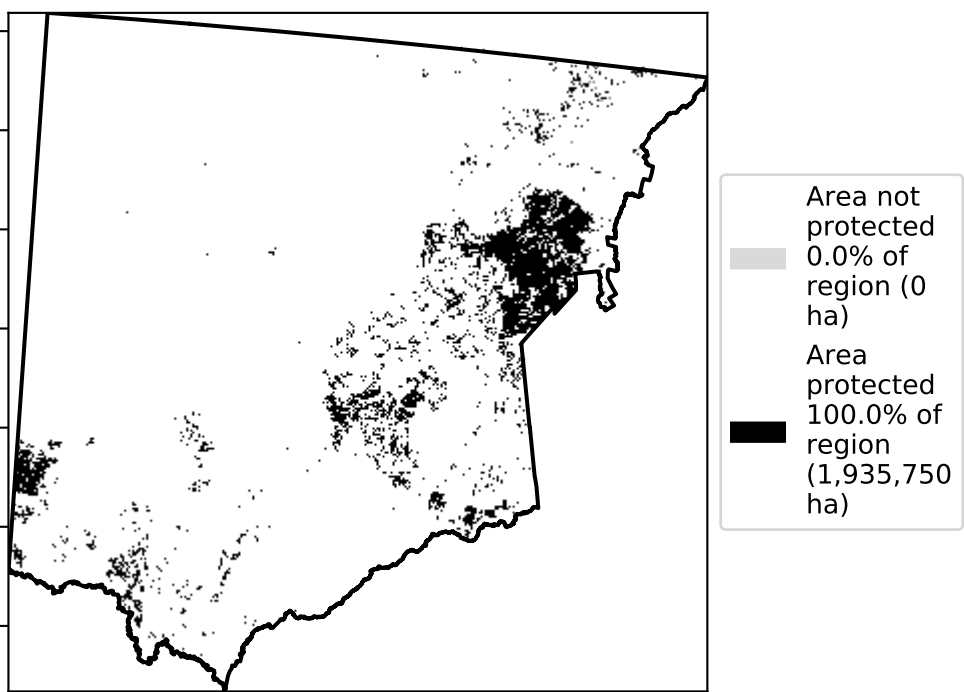 Area not
protected
0.0% of
region (0
ha)
Area
protected
100.0% of
region
(1,935,750
ha)